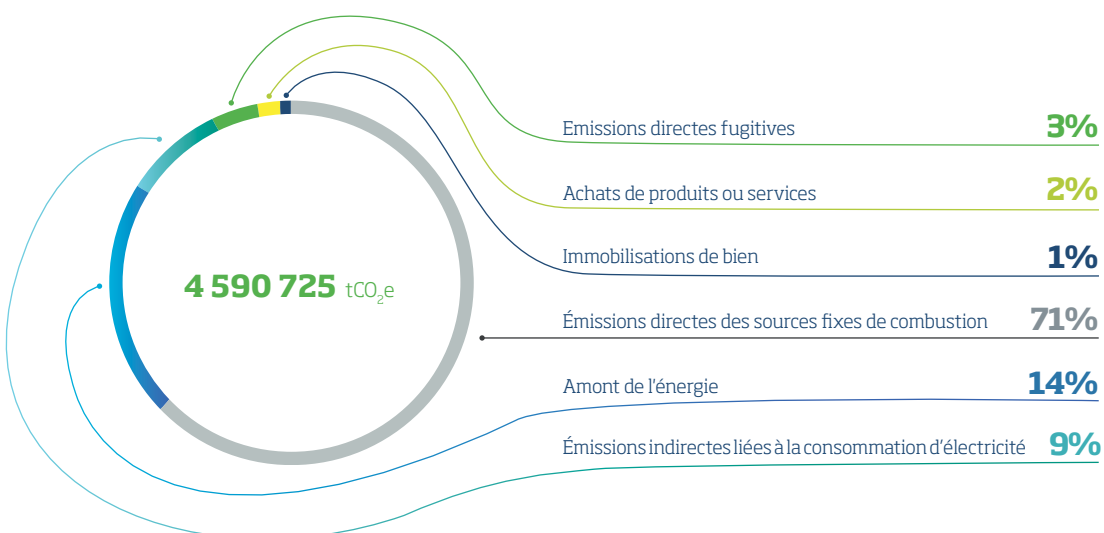 Emissions directes fugitives 3%
Achats de produits ou services 2%
Immobilisations de bien 1%
4 590 725 tCO₂e
Émissions directes des sources fixes de combustion 71%
Amont de l'énergie 14%
Émissions indirectes liées à la consommation d'électricité 9%